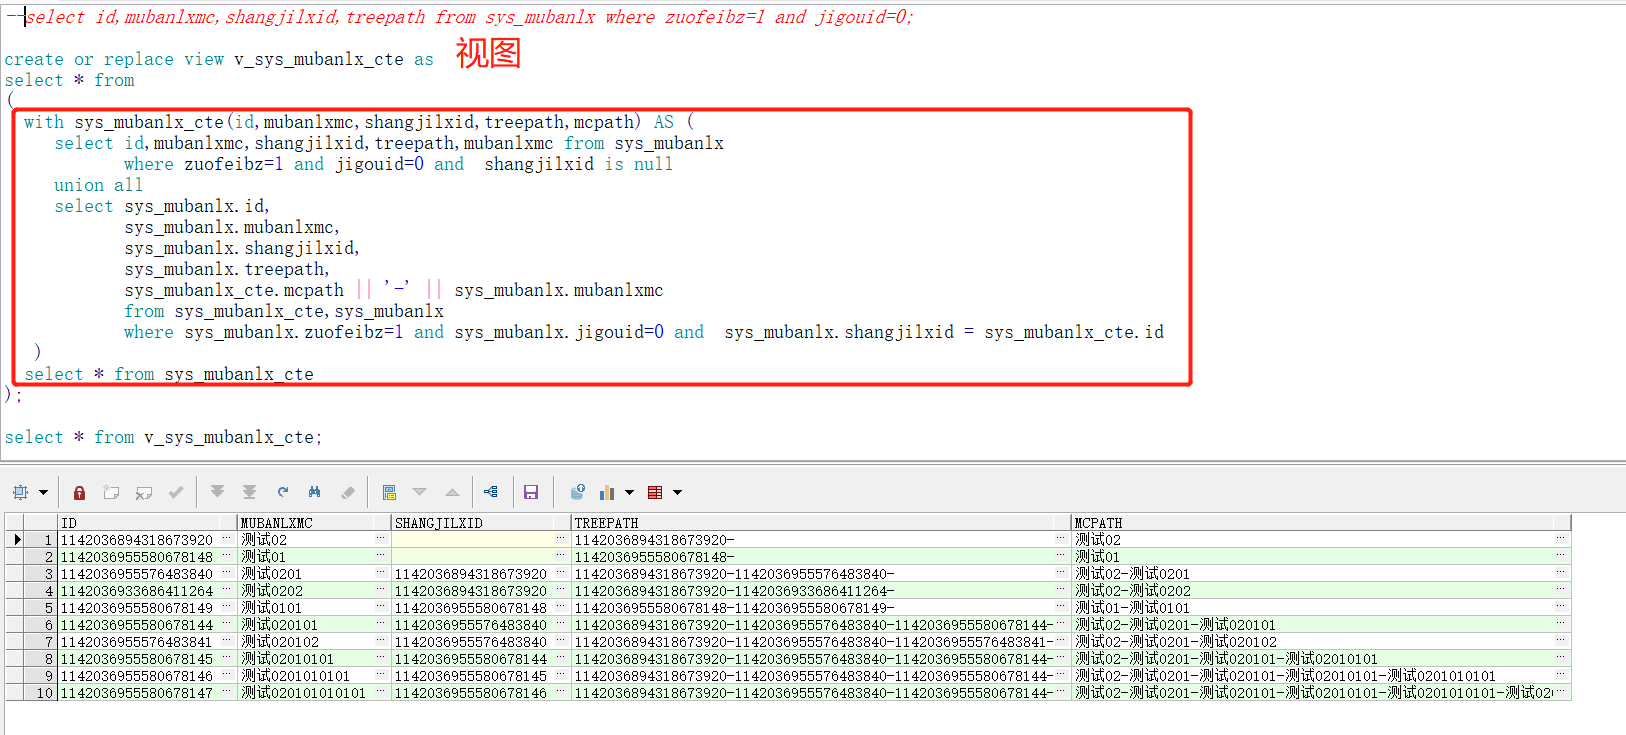 --select id,mubanlxmc,shangjilxid,treepath from sys_mubanlx where zuofeibz=1 and jigouid=0;
create or replace view v_sys_mubanlx_cte as 视图
select * from
(
with sys_mubanlx_cte(id,mubanlxmc,shangjilxid,treepath,mcpath) AS (
select id,mubanlxmc,shangjilxid,treepath,mubanlxmc from sys_mubanlx
where zuofeibz=1 and jigouid=0 and shangjilxid is null
union all
select sys_mubanlx.id,
sys_mubanlx.mubanlxmc,
sys_mubanlx.shangjilxid,
sys_mubanlx.treepath,
sys_mubanlx_cte.mcpath || '-' || sys_mubanlx.mubanlxmc
from sys_mubanlx_cte,sys_mubanlx
where sys_mubanlx.zuofeibz=1 and sys_mubanlx.jigouid=0 and sys_mubanlx.shangjilxid = sys_mubanlx_cte.id
)
select * from sys_mubanlx_cte
);
select * from v_sys_mubanlx_cte;
ID MUBANLXMC SHANGJILXID TREEPATH MCPATH
1 1142036894318673920 ··· 测试02 ··· ··· 1142036894318673920- ··· 测试02 ···
2 1142036955580678148 ··· 测试01 ··· ··· 1142036955580678148- ··· 测试01 ···
3 1142036955576483840 ··· 测试0201 ··· 1142036894318673920 ··· 1142036894318673920-1142036955576483840- ··· 测试02-测试0201 ···
4 1142036933686411264 ··· 测试0202 ··· 1142036894318673920 ··· 1142036894318673920-1142036933686411264- ··· 测试02-测试0202 ···
5 1142036955580678149 ··· 测试0101 ··· 1142036955580678148 ··· 1142036955580678148-1142036955580678149- ··· 测试01-测试0101 ···
6 1142036955580678144 ··· 测试020101 ··· 1142036955576483840 ··· 1142036894318673920-1142036955576483840-1142036955580678144- ··· 测试02-测试0201-测试020101 ···
7 1142036955576483841 ··· 测试020102 ··· 1142036955576483840 ··· 1142036894318673920-1142036955576483840-1142036955576483841- ··· 测试02-测试0201-测试020102 ···
8 1142036955580678145 ··· 测试02010101 ··· 1142036955580678144 ··· 1142036894318673920-1142036955576483840-1142036955580678144- ··· 测试02-测试0201-测试020101-测试02010101 ···
9 1142036955580678146 ··· 测试0201010101 ··· 1142036955580678145 ··· 1142036894318673920-1142036955576483840-1142036955580678144- ··· 测试02-测试0201-测试020101-测试02010101-测试0201010101 ···
10 1142036955580678147 ··· 测试020101010101 ··· 1142036955580678146 ··· 1142036894318673920-1142036955576483840-1142036955580678144- ··· 测试02-测试0201-测试020101-测试02010101-测试0201010101-测试02 ···